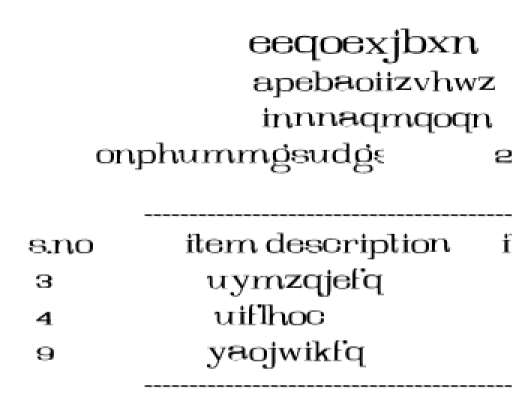 eeqoexjbxn
apebaoiizvhwz
innnaqmqoqn
onphummgsudgs
----------------------------------------
s.no item description
3 uymzqjefq
4 uiflhoc
9 yaojwikfq
----------------------------------------